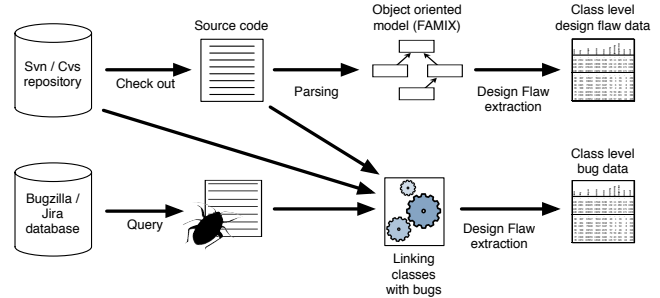 Source code
Object oriented
model (FAMIX)
Class level
design flaw data
Svn / Cvs
repository
Check out
Parsing
Design Flaw
extraction
Class level
bug data
Bugzilla /
Jira
database
Query
Design Flaw
extraction
Linking
classes
with bugs